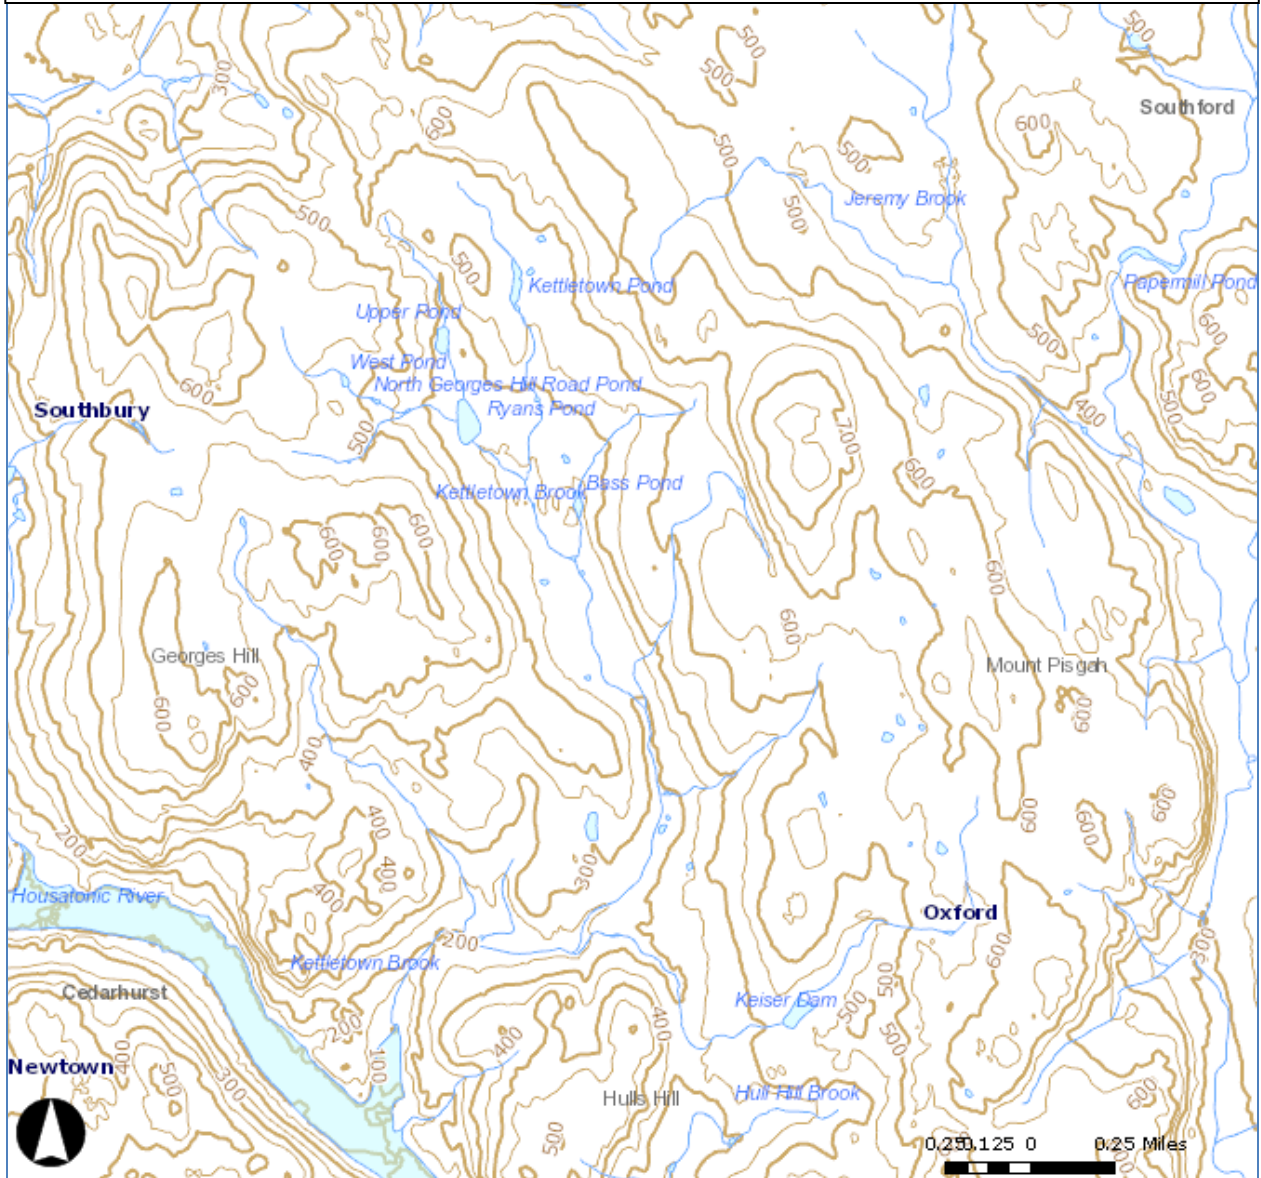 500
500
500
300
Southford
600
600
500
500
Jeremy Brook
500
500
500
Kettletown Pond
Papermill Pond
Upper Pond
600
500
West Pond
North Georges Hill Road Pond
600
600
Southbury
Ryans Pond
500
400
700
500
600
Bass Pond
Kettletown Brook
600
600
600
600
600
Georges Hill
Mount Pisgah
600
600
600
400
600
600
400
600
200
400
300
Housatonic River
400
Oxford
200
600
300
Kettletown Brook
500
Cedarhurst
Keiser Dam
500
200
400
500
400
400
Newtown
100
500
300
Hulls Hill
Hull Hill Brook
600
500
0.25 0.125 0 0.25 Miles